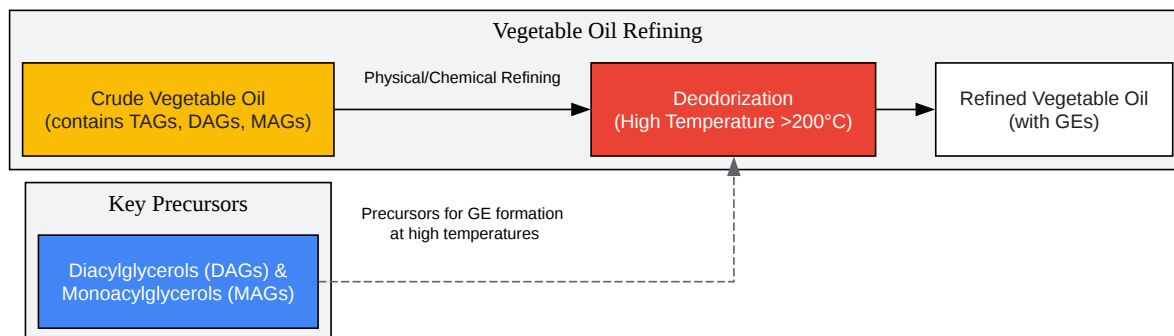 Vegetable Oil Refining
Crude Vegetable Oil
(contains TAGs, DAGs, MAGs)
Physical/Chemical Refining
Deodorization
(High Temperature >200°C)
Refined Vegetable Oil
(with GEs)
Key Precursors
Diacylglycerols (DAGs) &
Monoacylglycerols (MAGs)
Precursors for GE formation
at high temperatures